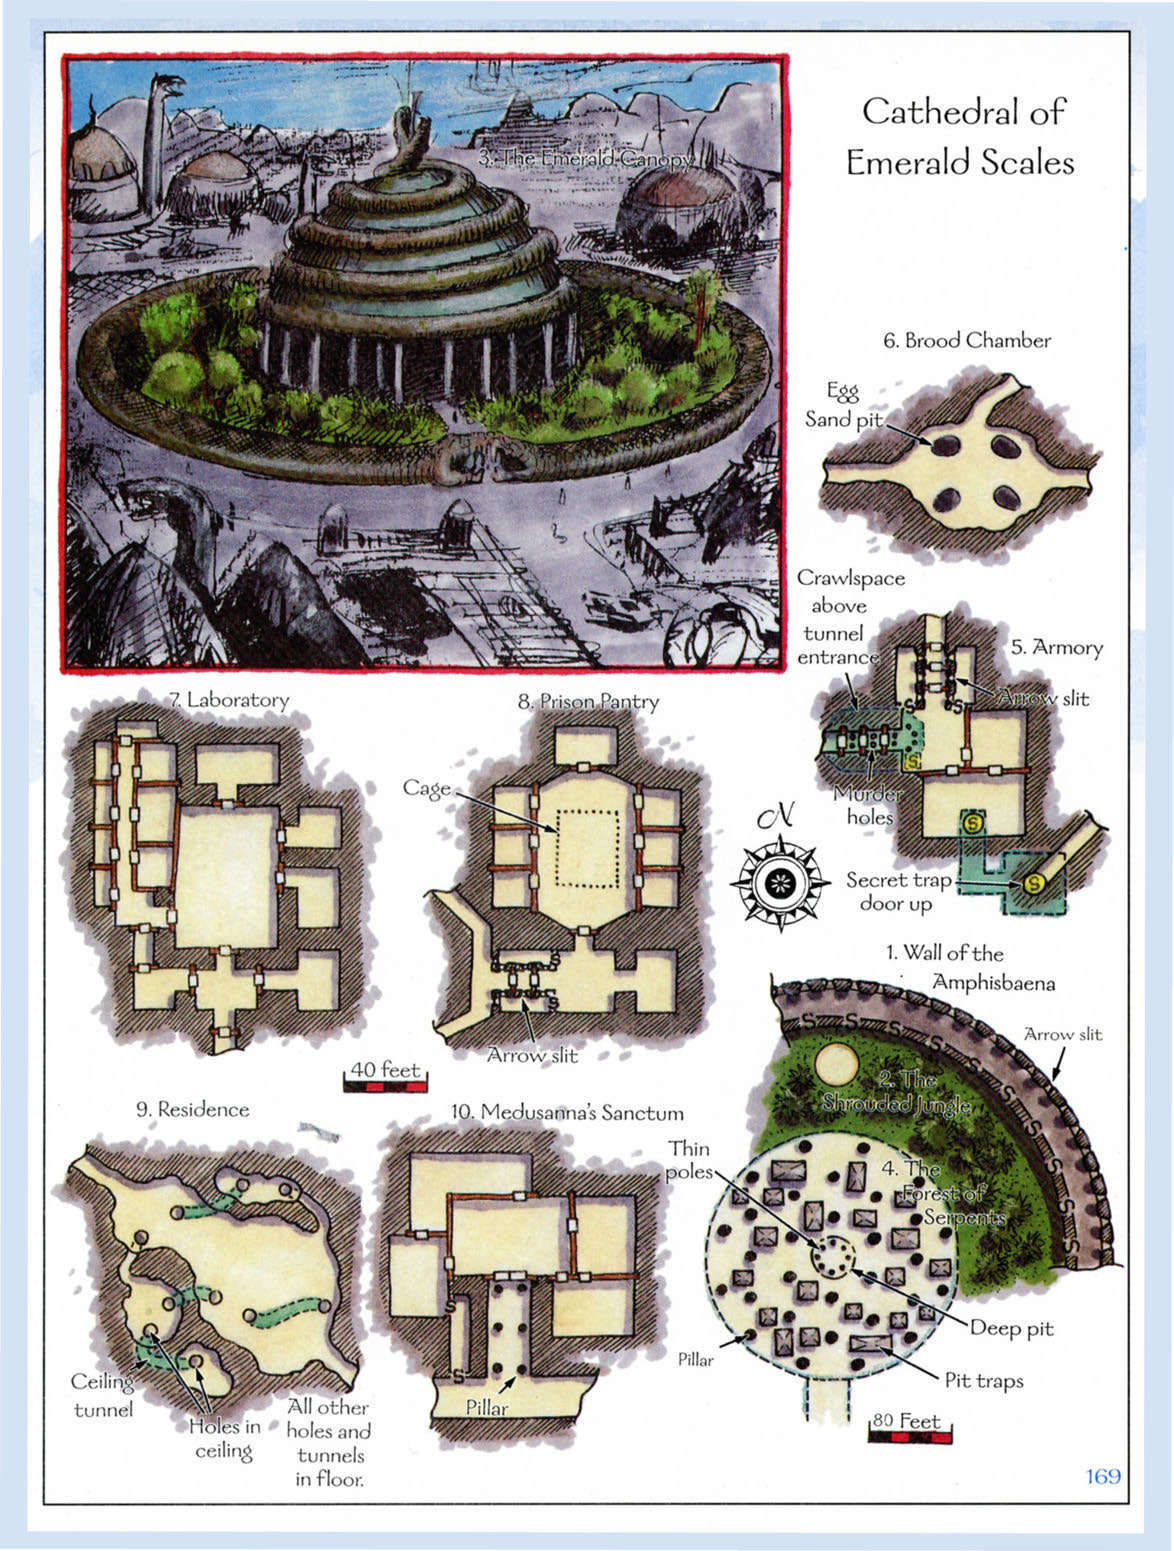 Cathedral of
Emerald Scales
3. The Emerald Canopy
6. Brood Chamber
Egg
Sand pit
Crawlspace
above
tunnel
entrance
5. Armory
Arrow slit
S
S
S
Murder
holes
S
Secret trap
door up
S
7. Laboratory
8. Prison Pantry
Cage
S
S
Arrow slit
N
40 feet
1. Wall of the
Amphisbaena
Arrow slit
S
S
S
S
S
S
S
S
S
2. The
Shrouded Jungle
Thin
poles
4. The
Forest of
Serpents
Deep pit
Pillar
Pit traps
80 Feet
9. Residence
Ceiling
tunnel
Holes in
ceiling
All other
holes and
tunnels
in floor.
10. Medusanna's Sanctum
S
S
Pillar
169